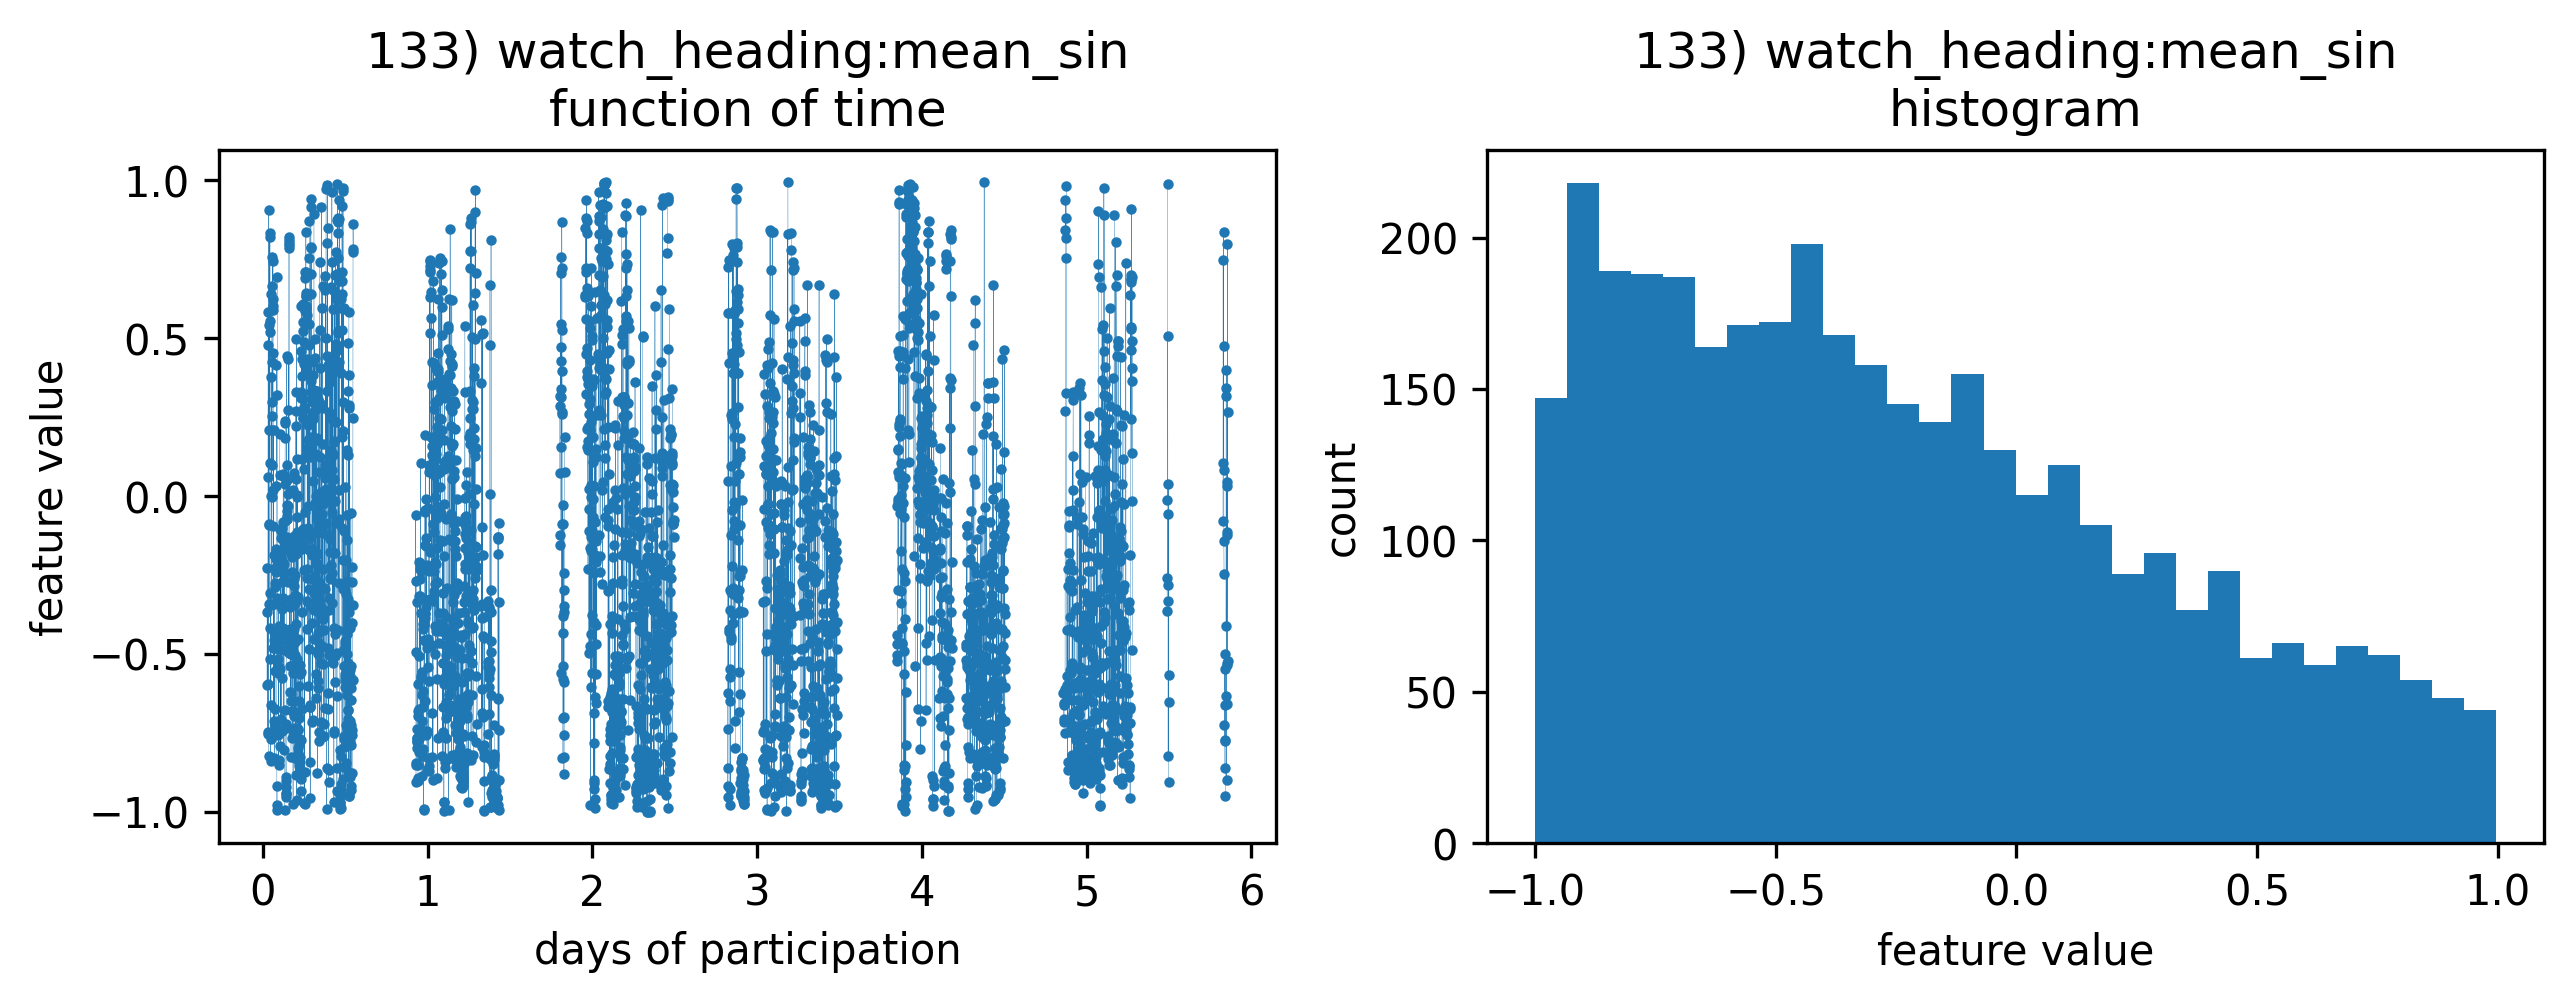 133) watch_heading:mean_sin
function of time
1.0
0.5
0.0
−0.5
−1.0
feature value
0 1 2 3 4 5 6
days of participation
133) watch_heading:mean_sin
histogram
200
150
100
50
0
count
−1.0 −0.5 0.0 0.5 1.0
feature value